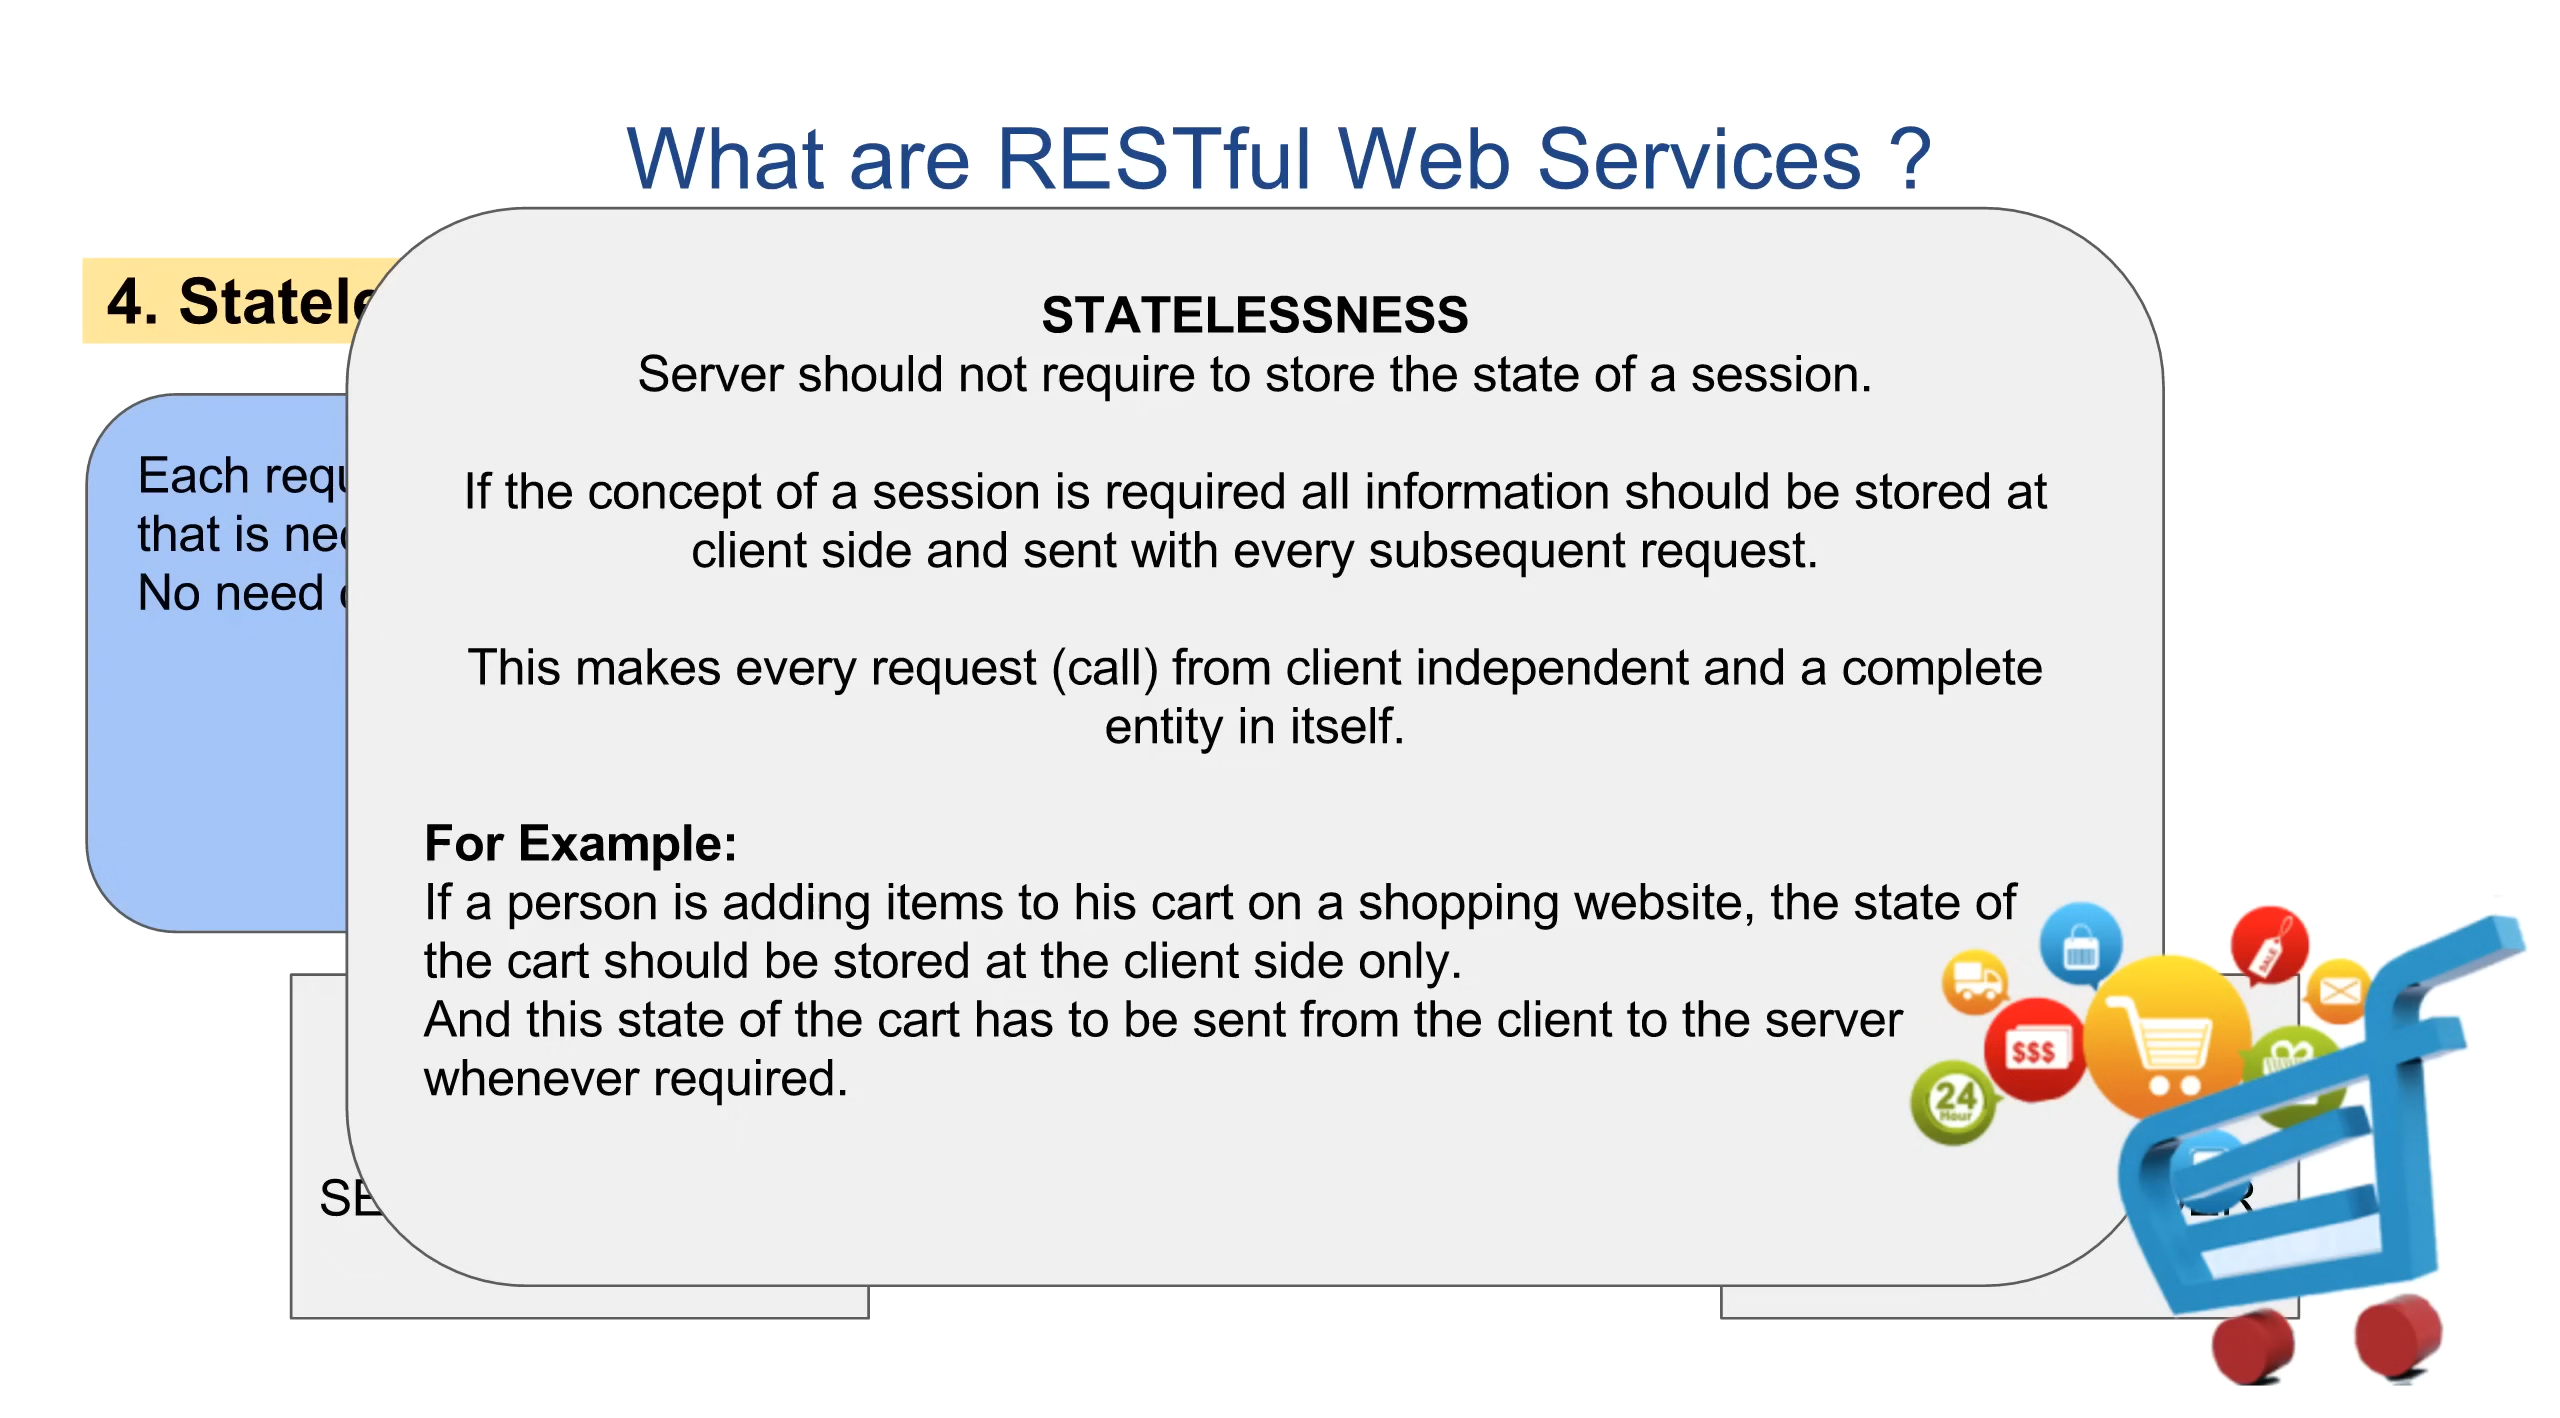 What are RESTful Web Services ?
4.
STATELESSNESS
Server should not require to store the state of a session.
Each
If the concept of a session is required all information should be stored at
that is
client side and sent with every subsequent request.
No need
This makes every request (call) from client independent and a complete
entity in itself.
For Example:
If a person is adding items to his cart on a shopping website, the state of
the cart should be stored at the client side only.
And this state of the cart has to be sent from the client to the server
whenever required.
SALE
$$$
24
Hour